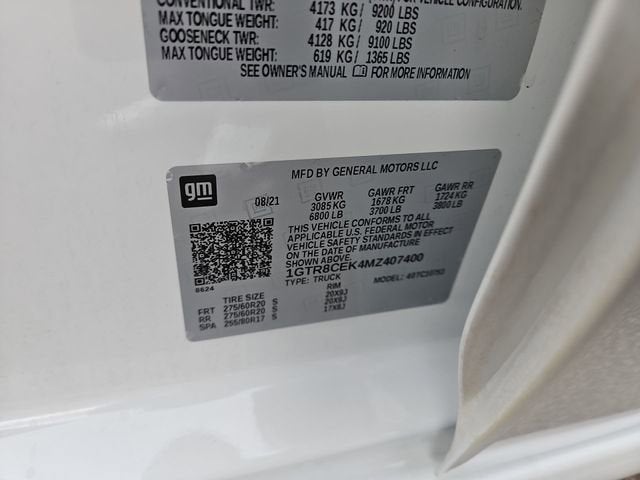 FOR VEHICLE CONFIGURATION.
CONVENTIONAL TWR: 4173 KG/ 9200 LBS
MAX TONGUE WEIGHT: 417 KG/ 920 LBS
GOOSENECK TWR: 4128 KG/ 9100 LBS
MAX TONGUE WEIGHT: 619 KG/ 1365 LBS
SEE OWNER'S MANUAL FOR MORE INFORMATION
MFD BY GENERAL MOTORS LLC
gm
08/21 GVWR GAWR FRT GAWR RR
3085 KG 1678 KG 1724 KG
6800 LB 3700 LB 3800 LB
THIS VEHICLE CONFORMS TO ALL
APPLICABLE U.S. FEDERAL MOTOR
VEHICLE SAFETY STANDARDS IN EFFECT
ON THE DATE OF MANUFACTURE
SHOWN ABOVE.
1GTR8CEK4MZ407400
8624
TYPE: TRUCK MODEL:
TIRE SIZE RIM
FRT 275/60R20 S 20X9J
RR 275/60R20 S 20X9J
SPA 255/80R17 S 17X8J